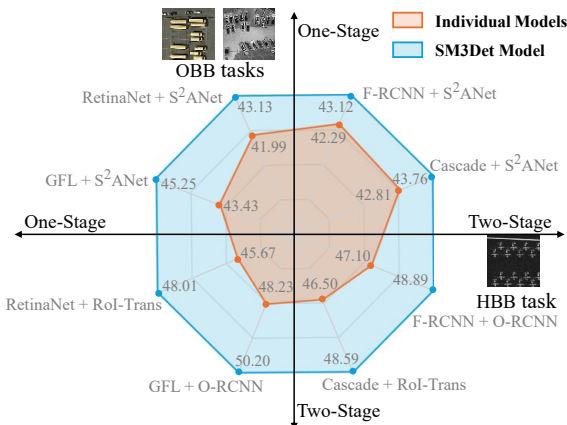 One-Stage
Individual Models
SM3Det Model
OBB tasks
RetinaNet + S²ANet
43.13
43.12
F-RCNN + S²ANet
41.99
42.29
GFL + S²ANet
45.25
43.43
42.81
43.76
Cascade + S²ANet
One-Stage
Two-Stage
45.67
47.10
48.01
48.23
46.50
48.89
RetinaNet + RoI-Trans
HBB task
F-RCNN + O-RCNN
50.20
48.59
GFL + O-RCNN
Cascade + RoI-Trans
Two-Stage